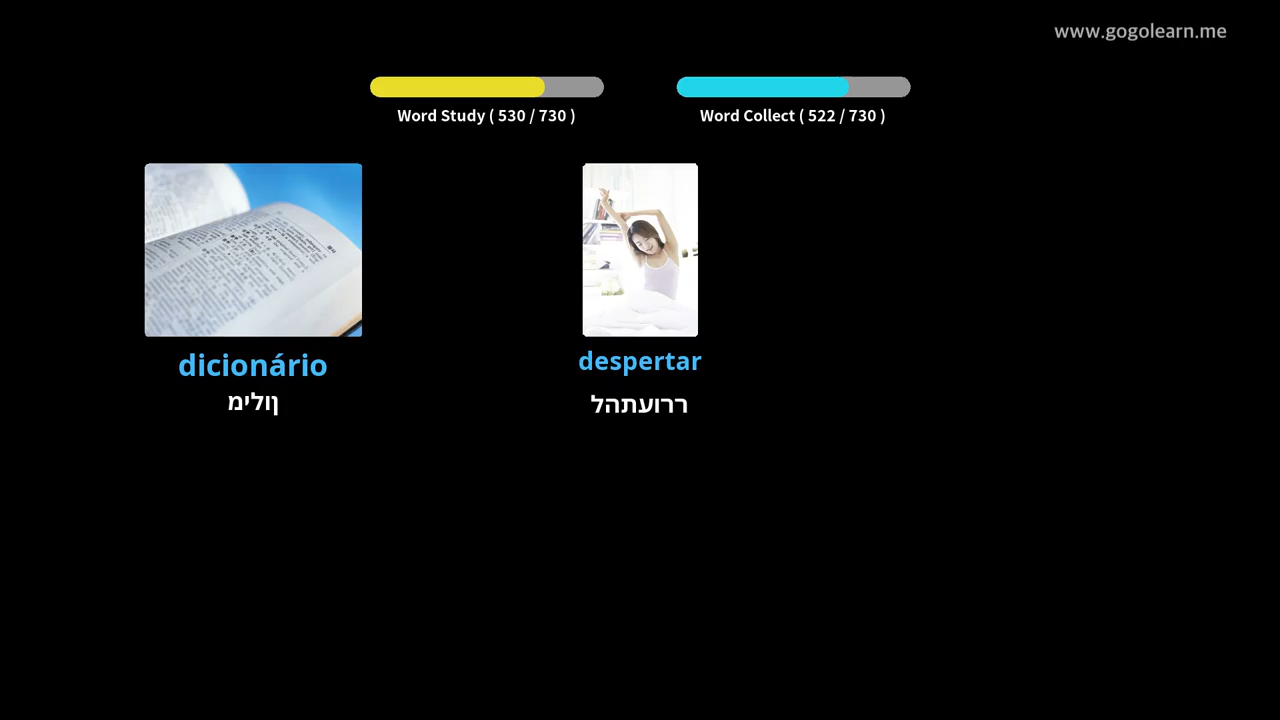 www.gogolearn.me
Word Study ( 530 / 730 )
Word Collect ( 522 / 730 )
dicionário
מילון
despertar
להתעורר